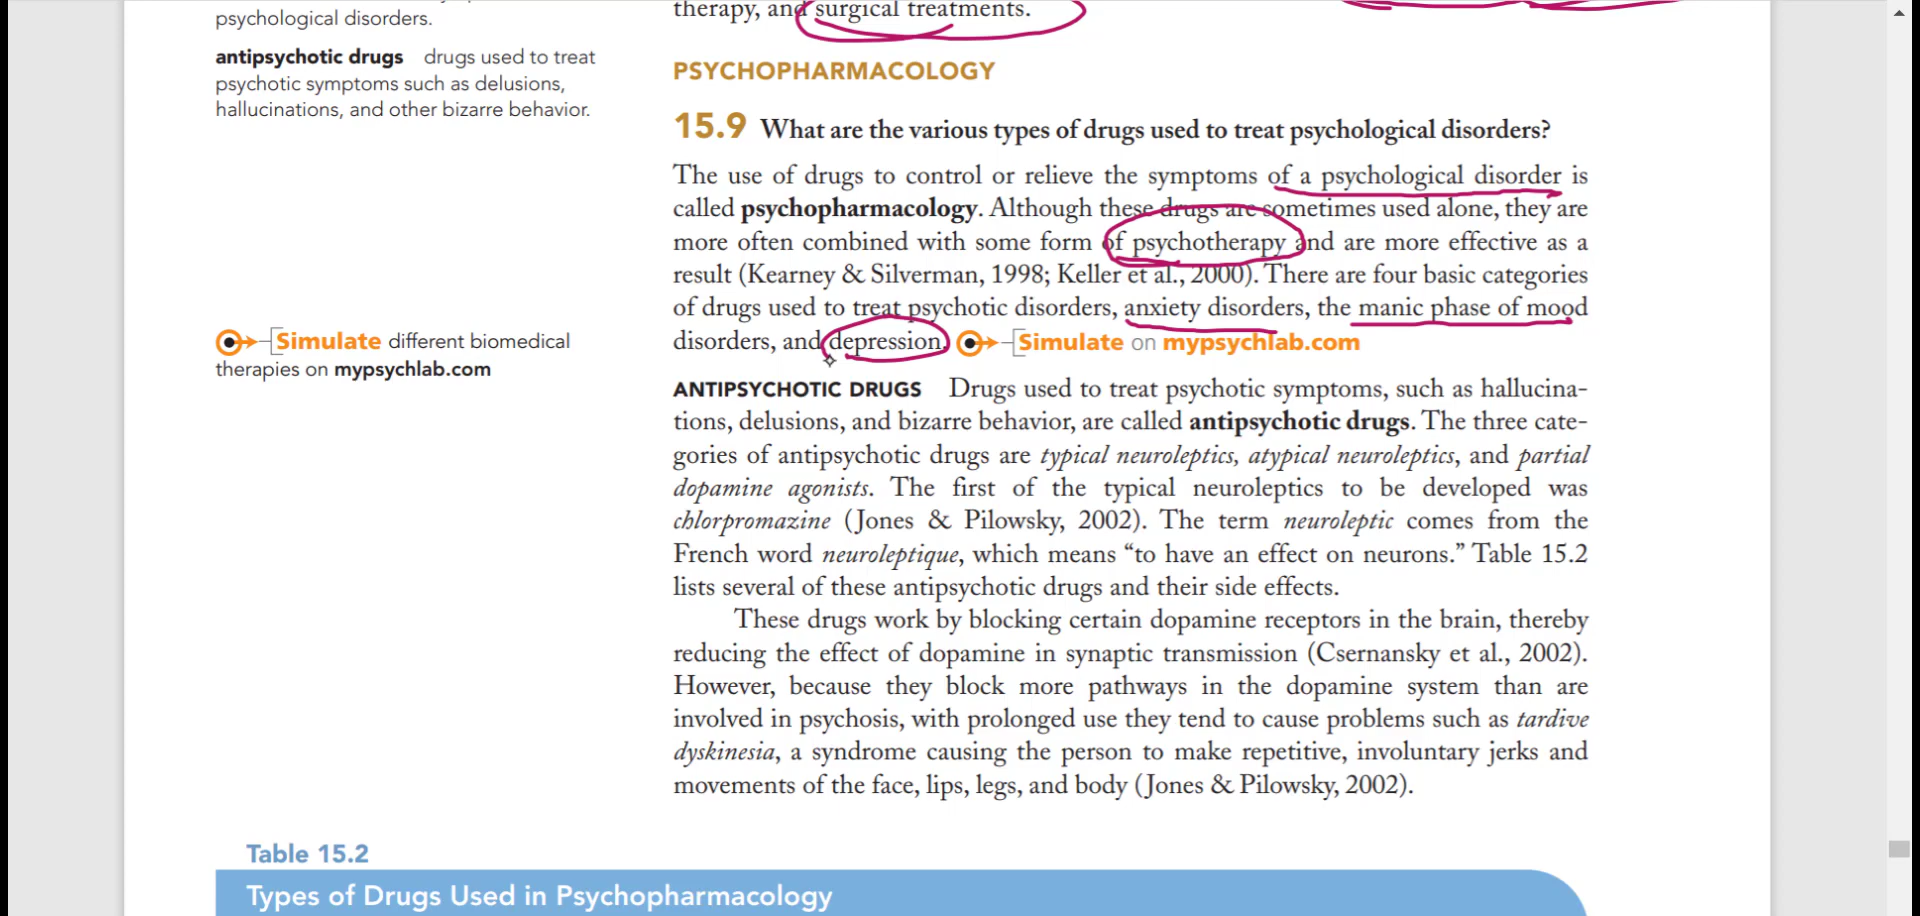 psychological disorders.
antipsychotic drugs drugs used to treat
psychotic symptoms such as delusions,
hallucinations, and other bizarre behavior.
Simulate different biomedical
therapies on mypsychlab.com
therapy, and surgical treatments.
PSYCHOPHARMACOLOGY
15.9 What are the various types of drugs used to treat psychological disorders?
The use of drugs to control or relieve the symptoms of a psychological disorder is
called psychopharmacology. Although these drugs are sometimes used alone, they are
more often combined with some form of psychotherapy and are more effective as a
result (Kearney & Silverman, 1998; Keller et al., 2000). There are four basic categories
of drugs used to treat psychotic disorders, anxiety disorders, the manic phase of mood
disorders, and depression. Simulate on mypsychlab.com
ANTIPSYCHOTIC DRUGS Drugs used to treat psychotic symptoms, such as hallucina-
tions, delusions, and bizarre behavior, are called antipsychotic drugs. The three cate-
gories of antipsychotic drugs are typical neuroleptics, atypical neuroleptics, and partial
dopamine agonists. The first of the typical neuroleptics to be developed was
chlorpromazine (Jones & Pilowsky, 2002). The term neuroleptic comes from the
French word neuroleptique, which means “to have an effect on neurons.” Table 15.2
lists several of these antipsychotic drugs and their side effects.
These drugs work by blocking certain dopamine receptors in the brain, thereby
reducing the effect of dopamine in synaptic transmission (Csernansky et al., 2002).
However, because they block more pathways in the dopamine system than are
involved in psychosis, with prolonged use they tend to cause problems such as tardive
dyskinesia, a syndrome causing the person to make repetitive, involuntary jerks and
movements of the face, lips, legs, and body (Jones & Pilowsky, 2002).
Table 15.2
Types of Drugs Used in Psychopharmacology